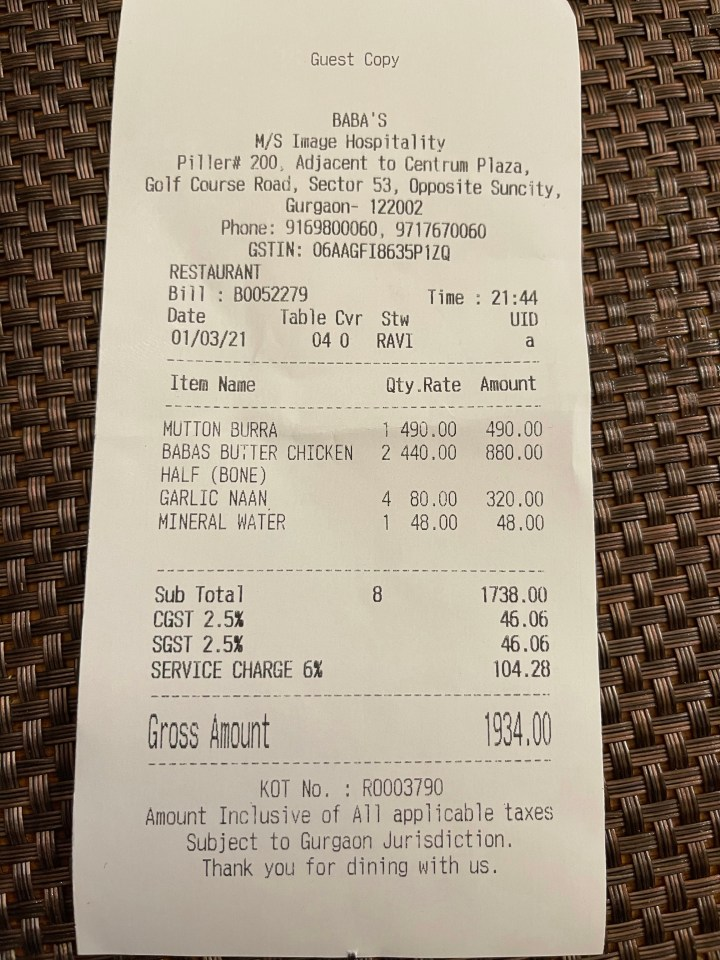 Guest Copy
BABA'S
M/S Image Hospitality
Piller# 200, Adjacent to Centrum Plaza,
Golf Course Road, Sector 53, Opposite Suncity,
Gurgaon- 122002
Phone: 9169800060, 9717670060
GSTIN: 06AAGFI8635P1ZQ
RESTAURANT
Bill : B0052279 Time : 21:44
Date Table Cvr Stw UID
01/03/21 04 0 RAVI a
Item Name Qty.Rate Amount
MUTTON BURRA 1 490.00 490.00
BABAS BUTTER CHICKEN 2 440.00 880.00
HALF (BONE)
GARLIC NAAN 4 80.00 320.00
MINERAL WATER 1 48.00 48.00
Sub Total 8 1738.00
CGST 2.5% 46.06
SGST 2.5% 46.06
SERVICE CHARGE 6% 104.28
Gross Amount 1934.00
KOT No. : R0003790
Amount Inclusive of All applicable taxes
Subject to Gurgaon Jurisdiction.
Thank you for dining with us.